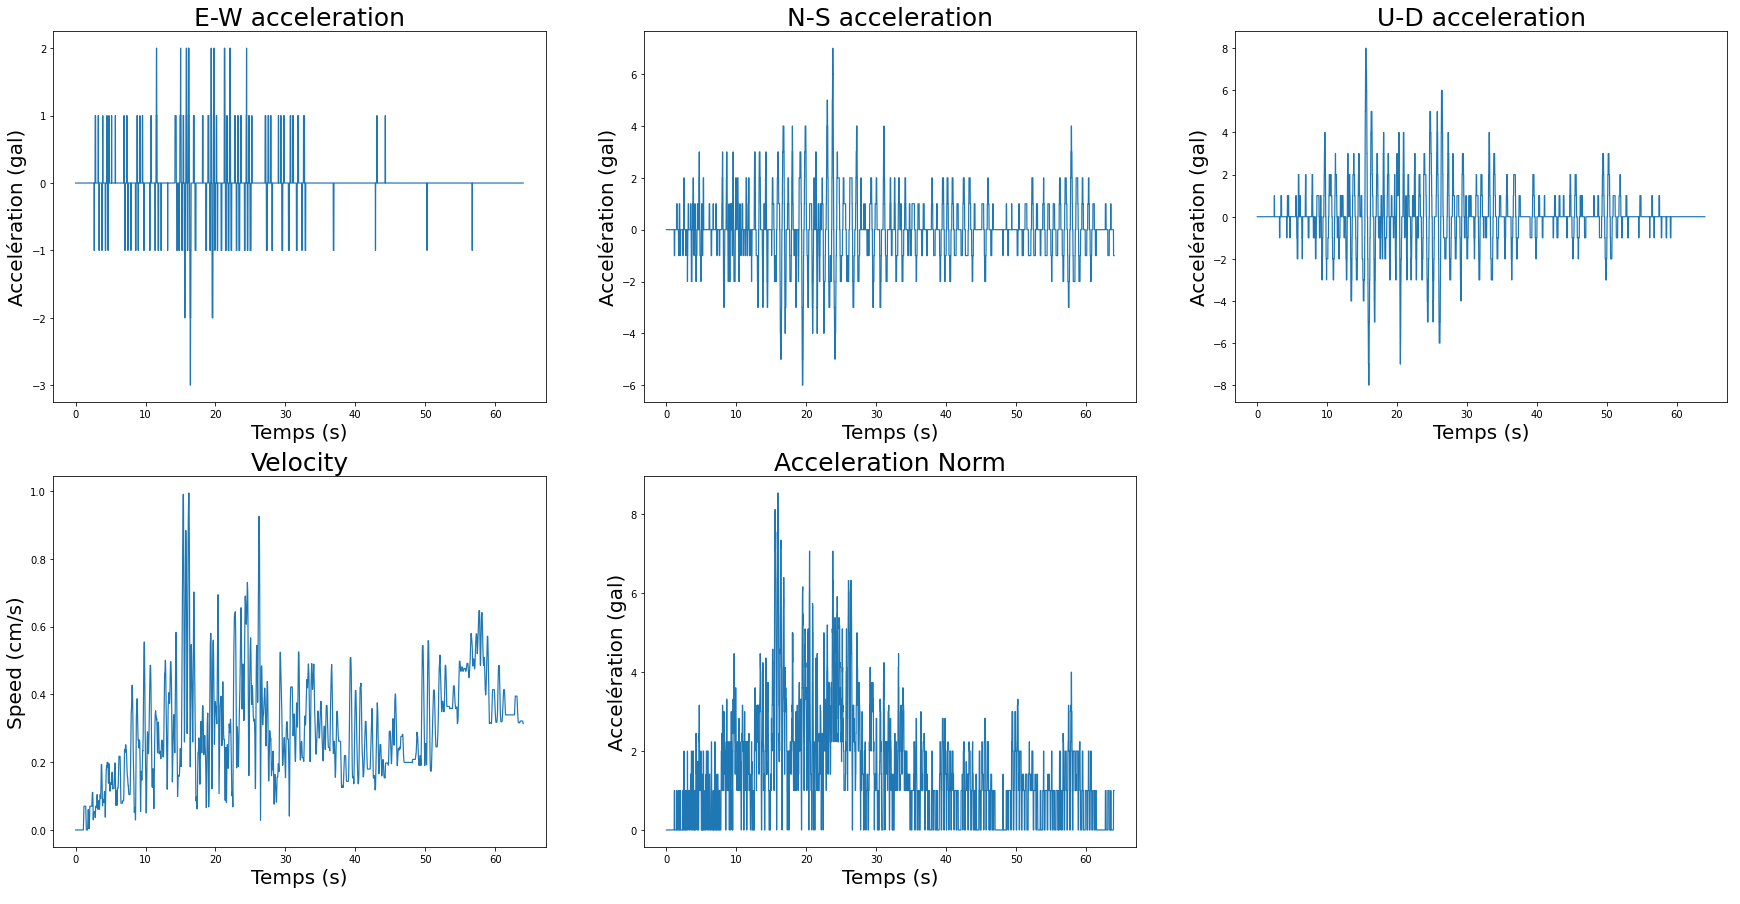 E-W acceleration
Accelération (gal)
2
1
0
−1
−2
−3
0 10 20 30 40 50 60
Temps (s)
N-S acceleration
Accelération (gal)
6
4
2
0
−2
−4
−6
0 10 20 30 40 50 60
Temps (s)
U-D acceleration
Accelération (gal)
8
6
4
2
0
−2
−4
−6
−8
0 10 20 30 40 50 60
Temps (s)
Velocity
Speed (cm/s)
1.0
0.8
0.6
0.4
0.2
0.0
0 10 20 30 40 50 60
Temps (s)
Acceleration Norm
Accelération (gal)
8
6
4
2
0
0 10 20 30 40 50 60
Temps (s)